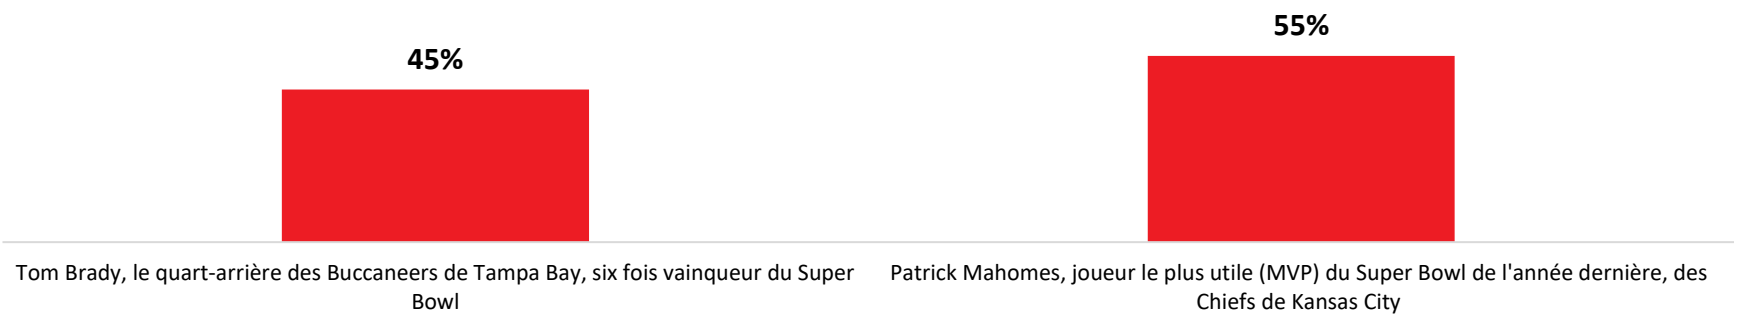 55%
45%
Tom Brady, le quart-arrière des Buccaneers de Tampa Bay, six fois vainqueur du Super
Bowl
Patrick Mahomes, joueur le plus utile (MVP) du Super Bowl de l'année dernière, des
Chiefs de Kansas City